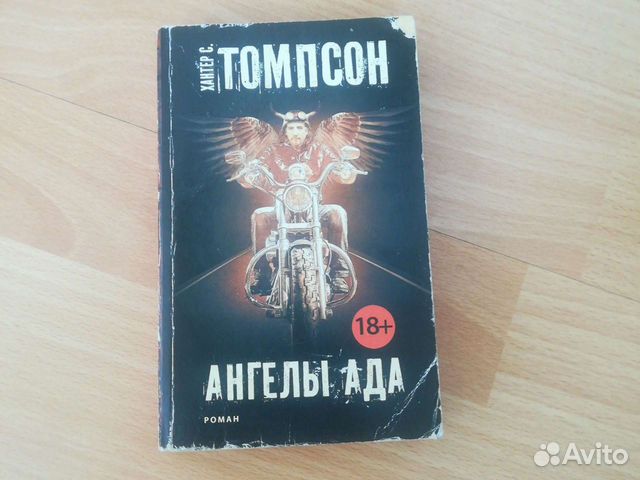 ХАНТЕР С.
ТОМПСОН
18+
АНГЕЛЫ АДА
РОМАН
Avito